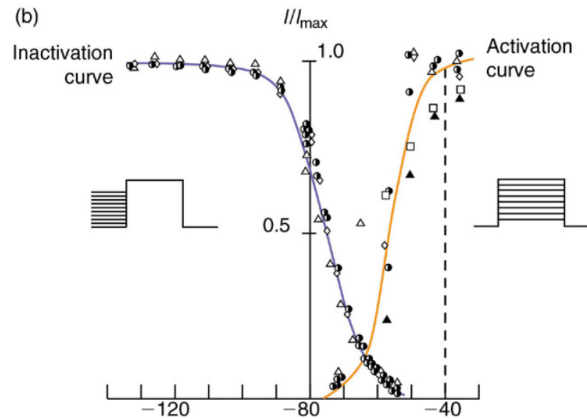 (b)
I/Imax
Inactivation
curve
1.0
Activation
curve
0.5
−120
−80
−40